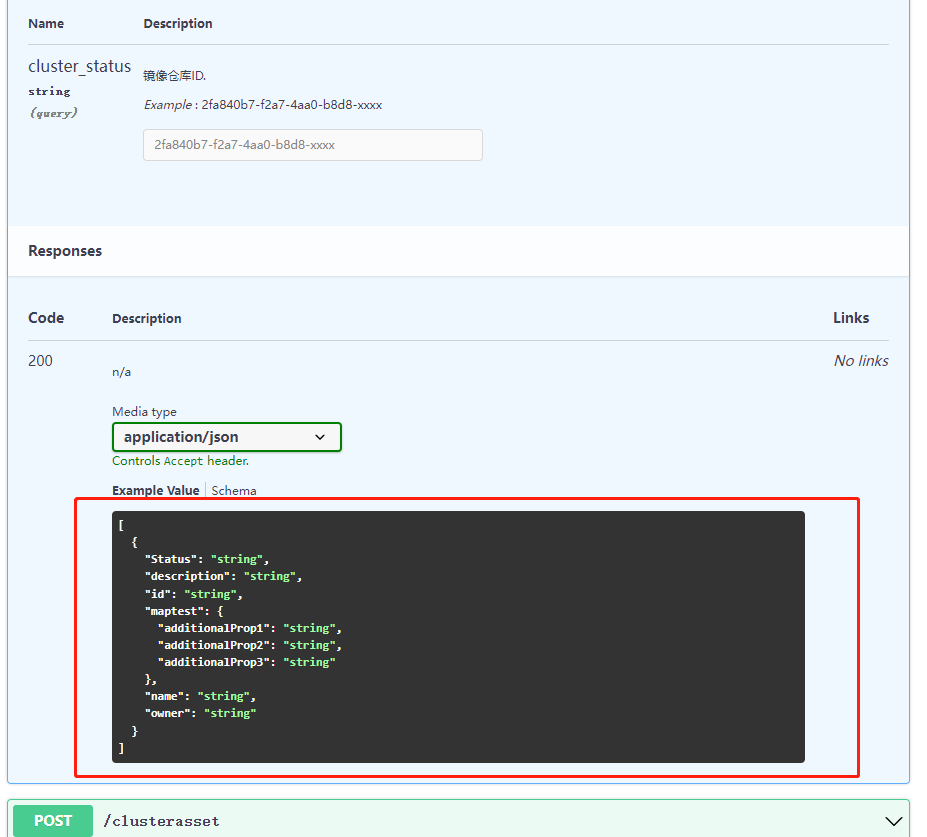 Name Description
cluster_status
镜像仓库ID.
string
Example : 2fa840b7-f2a7-4aa0-b8d8-xxxx
(query)
2fa840b7-f2a7-4aa0-b8d8-xxxx
Responses
Code Description Links
200 No links
n/a
Media type
application/json
Controls Accept header.
Example Value Schema
[
{
"Status": "string",
"description": "string",
"id": "string",
"maptest": {
"additionalProp1": "string",
"additionalProp2": "string",
"additionalProp3": "string"
},
"name": "string",
"owner": "string"
}
]
POST /clusterasset